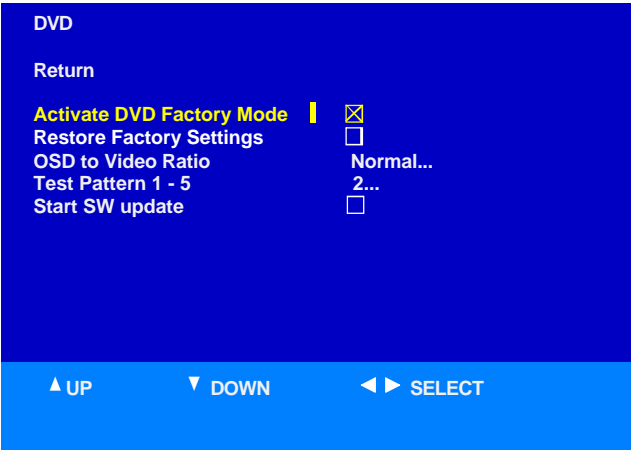 DVD
Return
Activate DVD Factory Mode
Restore Factory Settings
OSD to Video Ratio Normal...
Test Pattern 1 - 5 2...
Start SW update
UP DOWN SELECT